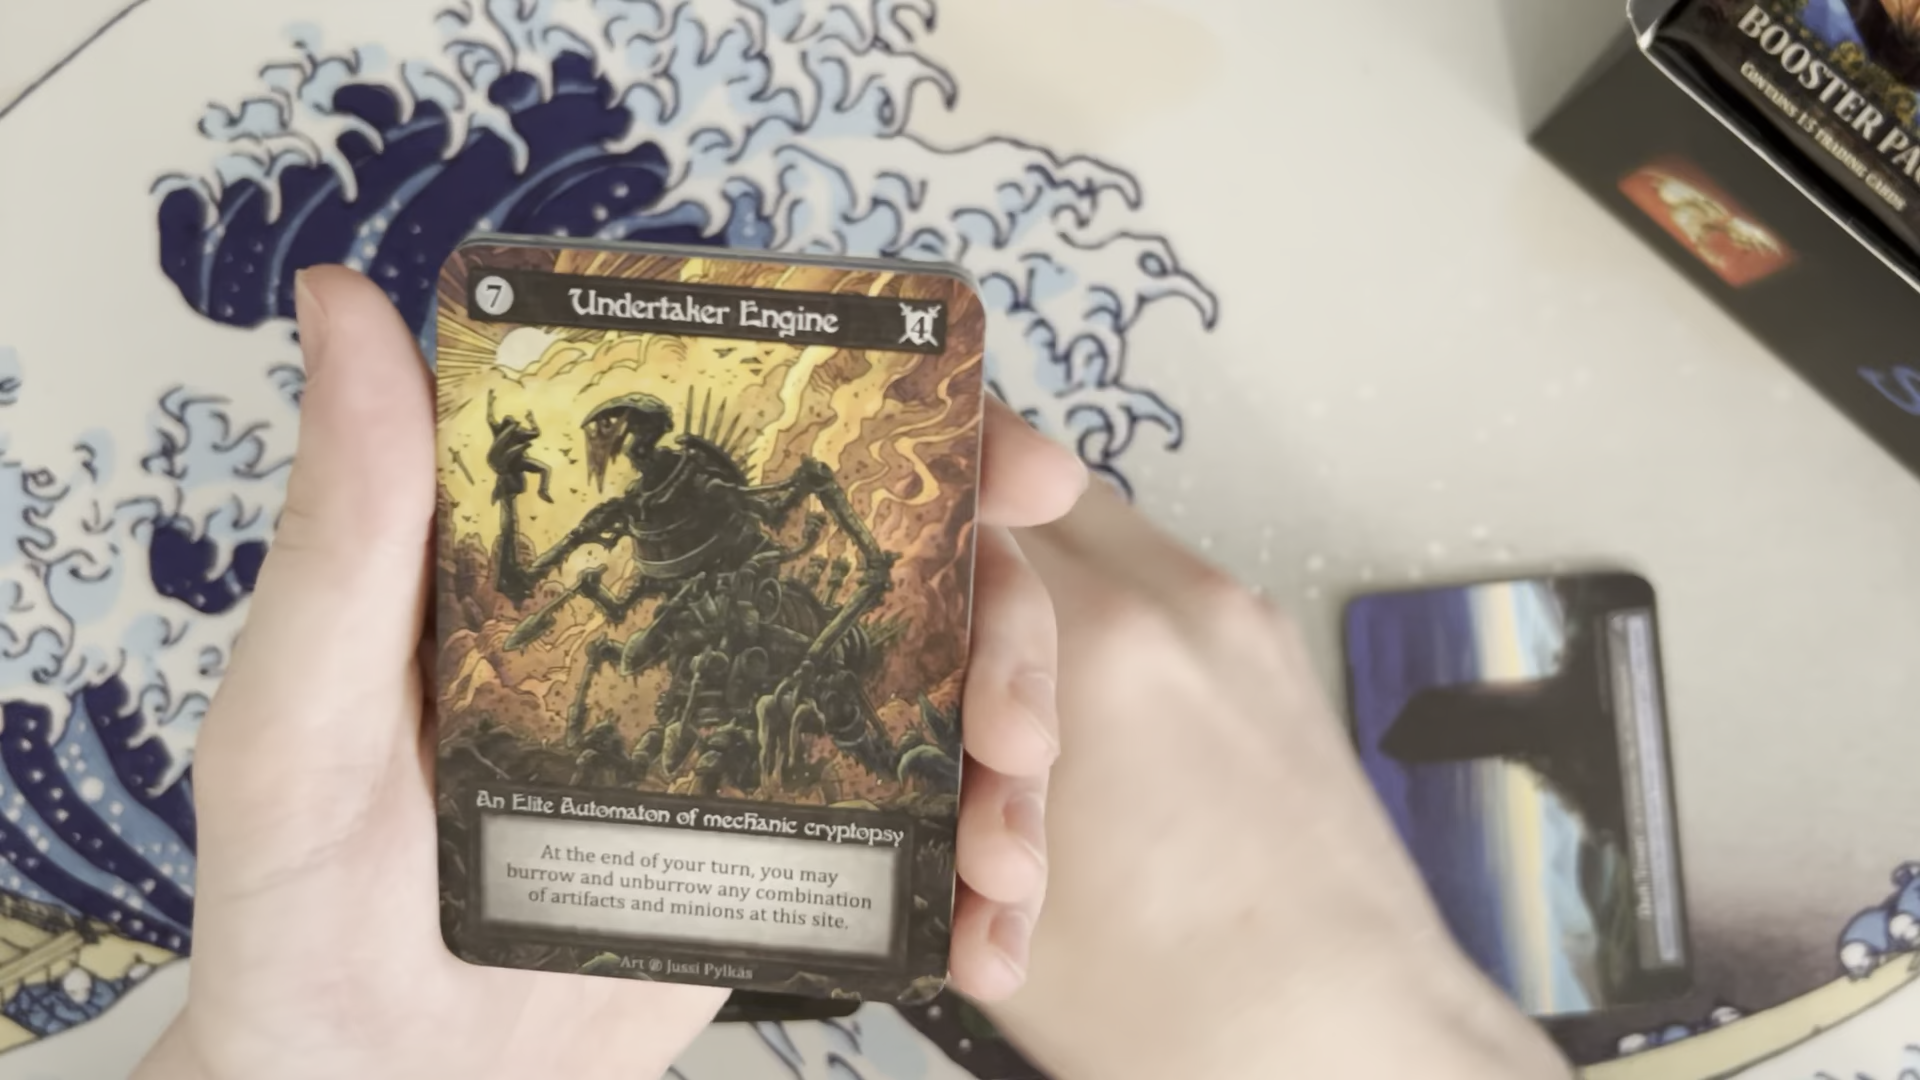 7
Undertaker Engine
4
An Elite Automaton of mechanic cryptopsy
At the end of your turn, you may
burrow and unburrow any combination
of artifacts and minions at this site.
Art @ Jussi Pylkäs
BOOSTER PA
CONTAINS 15 TRADING CARDS